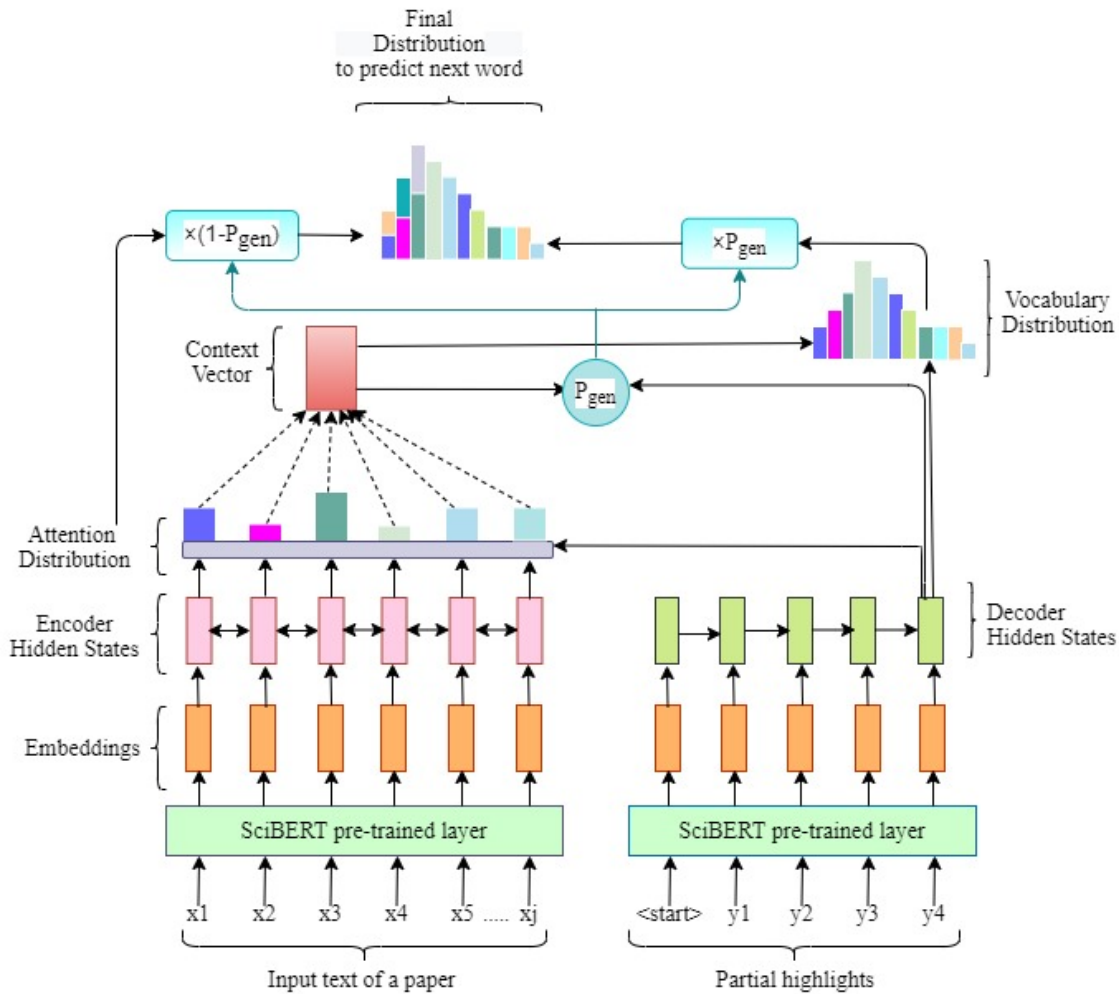 Final
Distribution
to predict next word
×(1-Pgen)
×Pgen
Vocabulary
Distribution
Context
Vector
Pgen
Attention
Distribution
Encoder
Hidden States
Decoder
Hidden States
Embeddings
SciBERT pre-trained layer
SciBERT pre-trained layer
x1 x2 x3 x4 x5 ..... xj
<start> y1 y2 y3 y4
Input text of a paper
Partial highlights